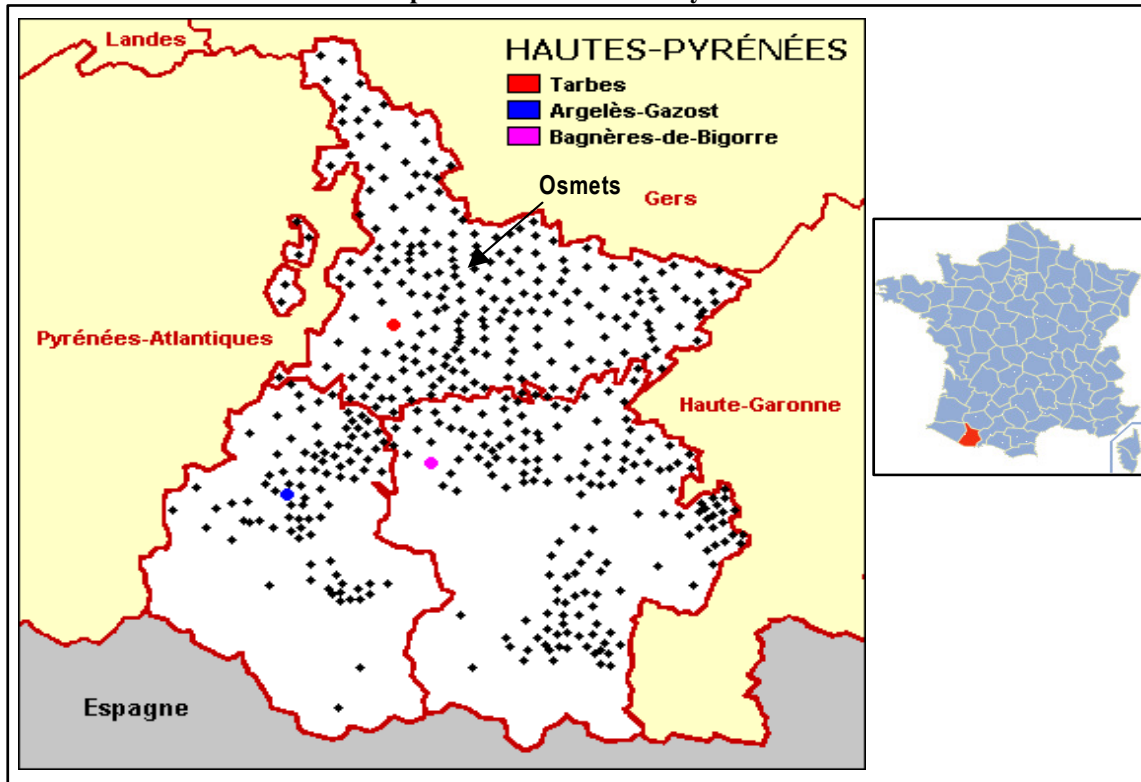 Landes
HAUTES-PYRÉNÉES
Tarbes
Argelès-Gazost
Bagnères-de-Bigorre
Osmets
Gers
Pyrénées-Atlantiques
Haute-Garonne
Espagne